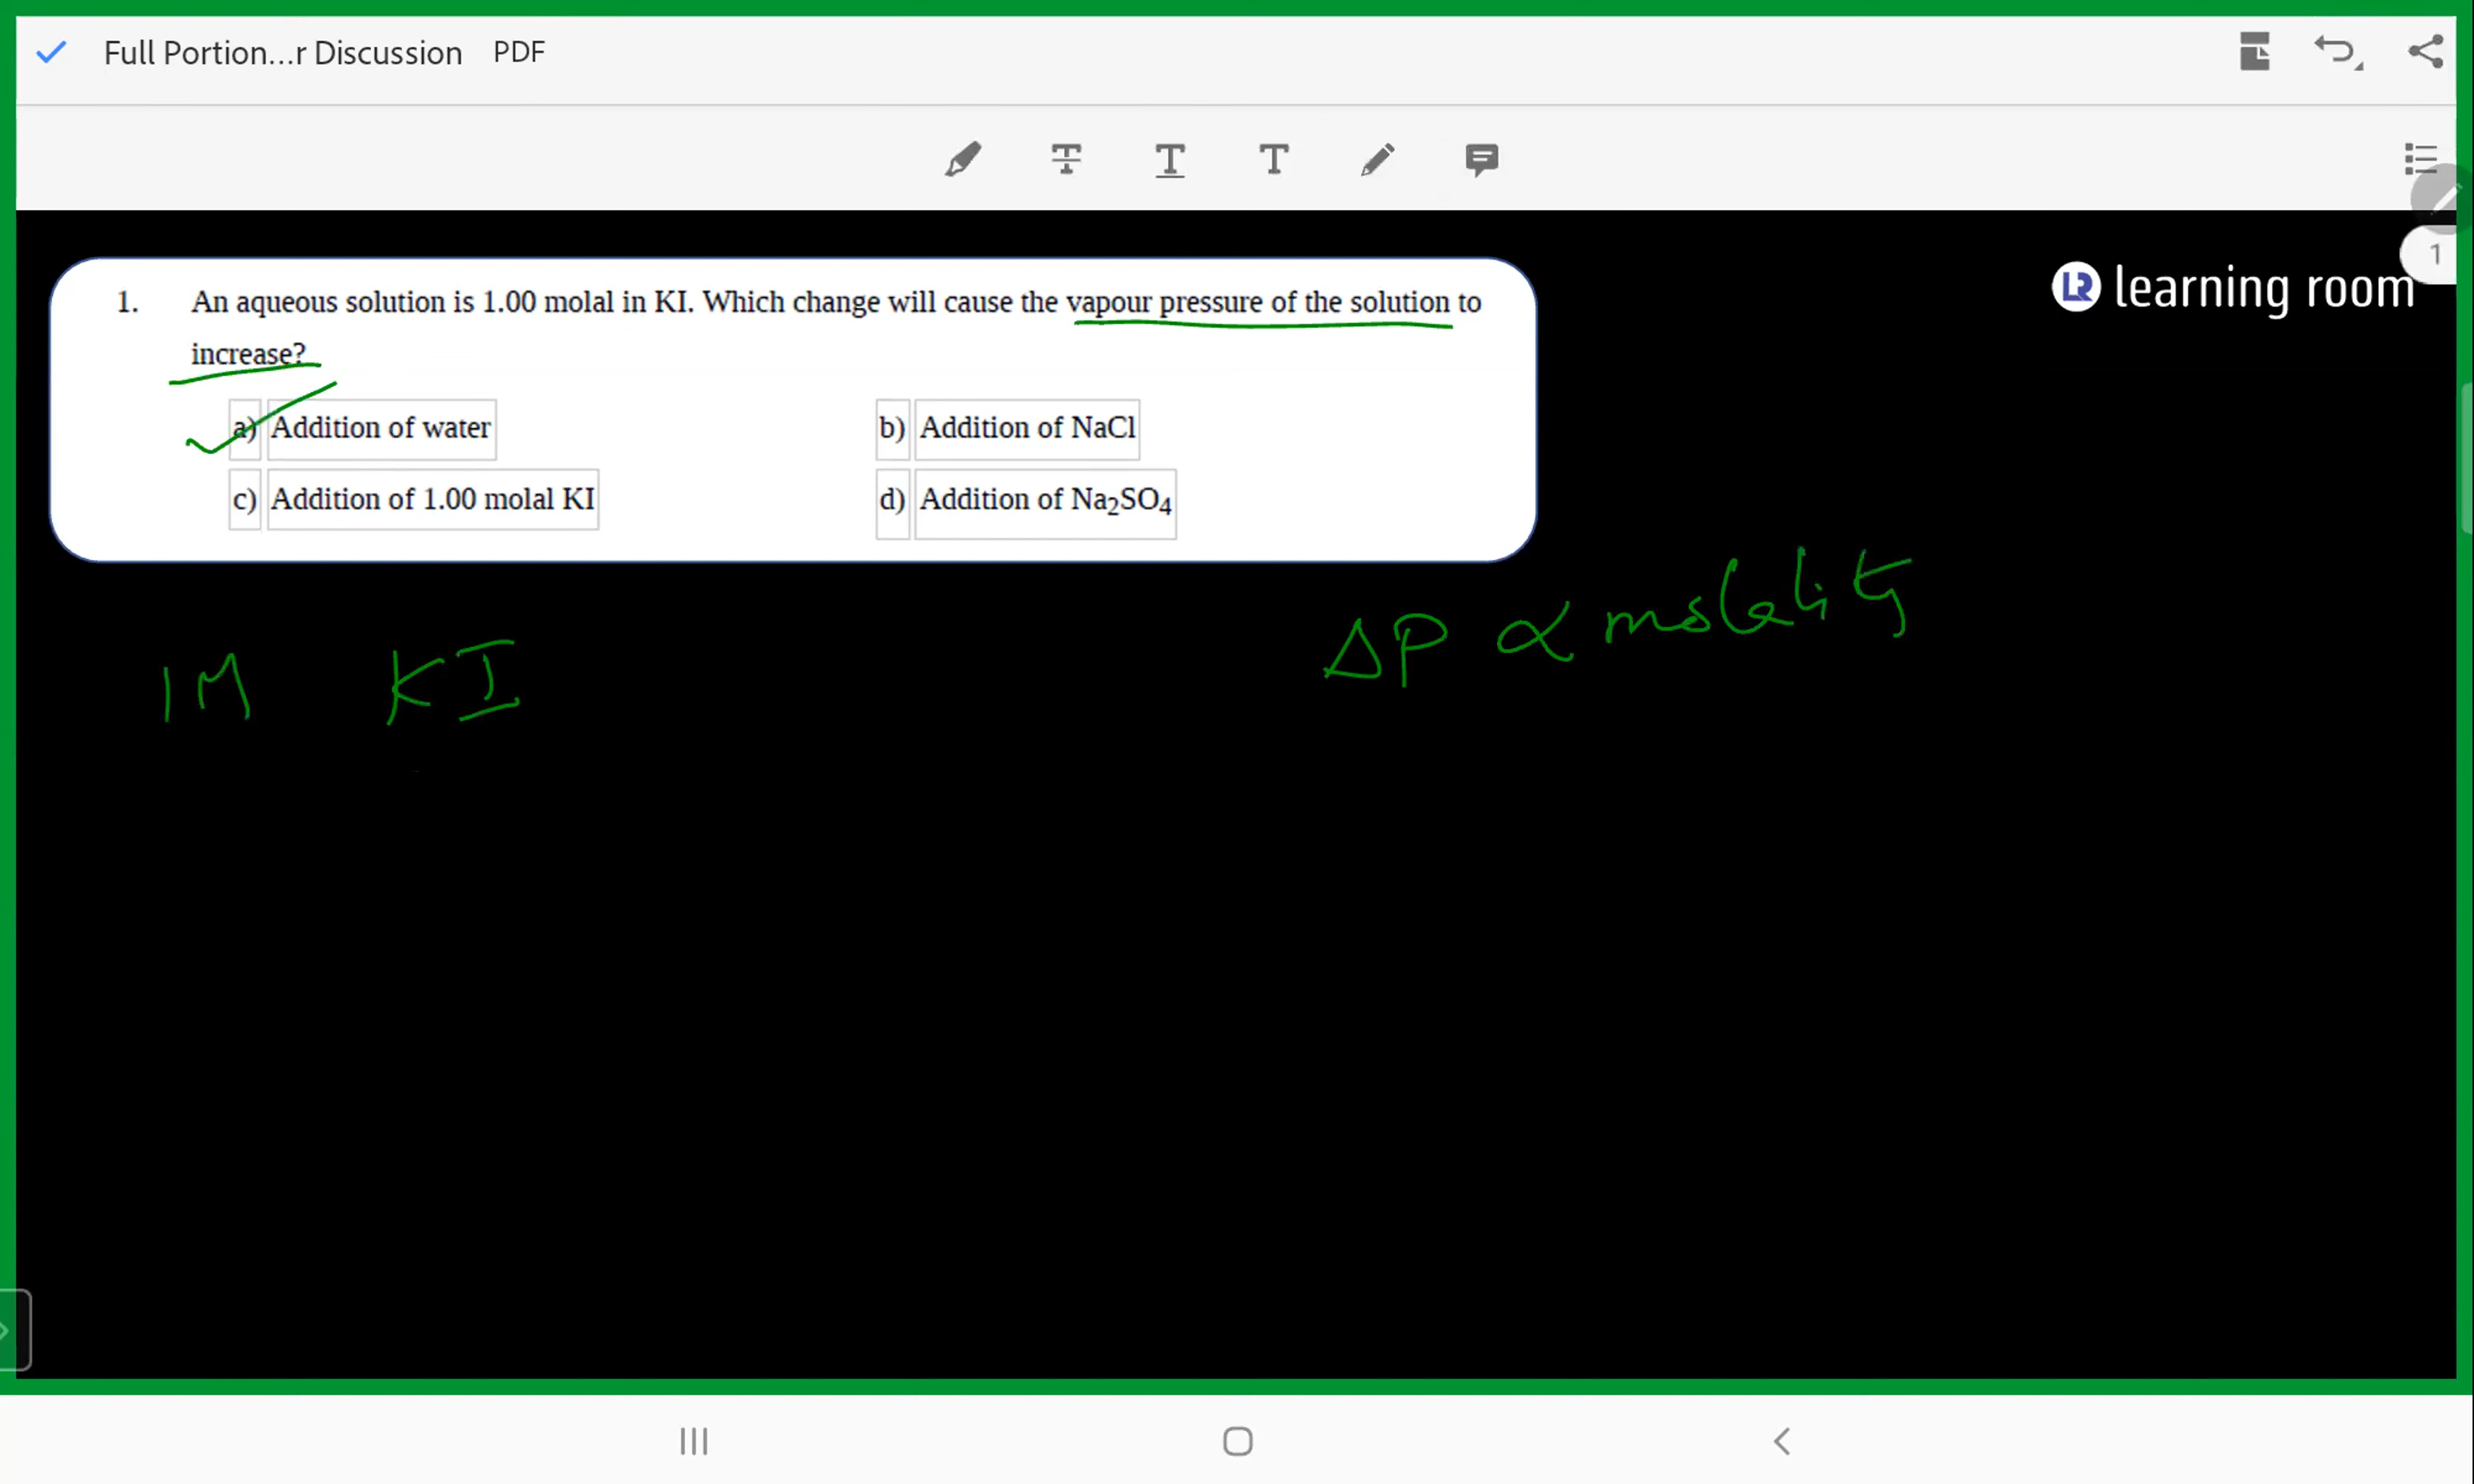 Full Portion...r Discussion PDF
1
LR learning room
1. An aqueous solution is 1.00 molal in KI. Which change will cause the vapour pressure of the solution to
increase?
a) Addition of water b) Addition of NaCl
c) Addition of 1.00 molal KI d) Addition of Na₂SO₄
ΔP ∝ molality
1M KI